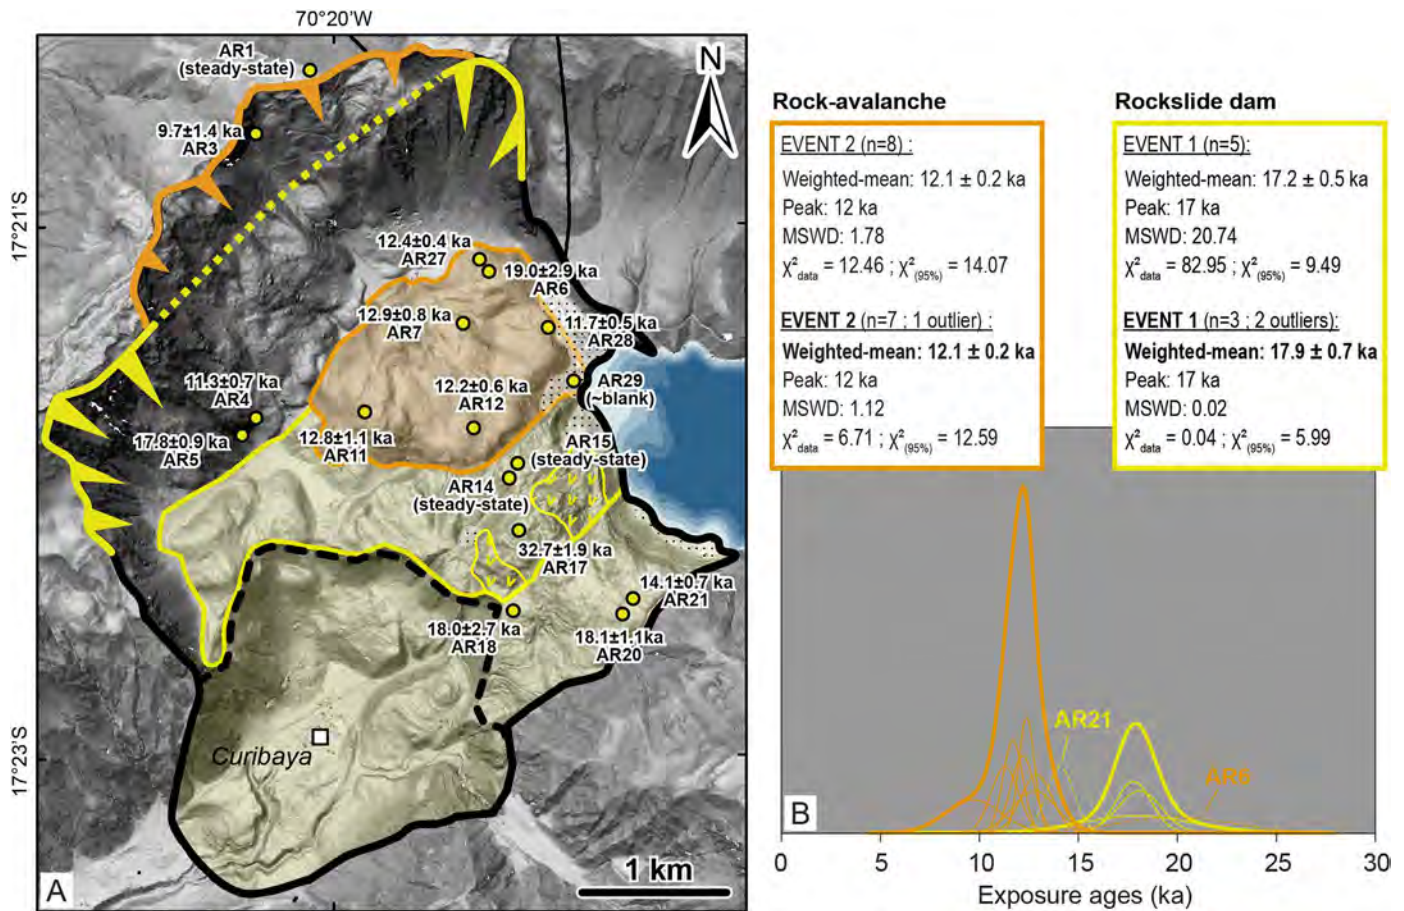 70°20'W
AR1
(steady-state)
N
9.7±1.4 ka
AR3
17°21'
12.4±0.4 ka
AR27
19.0±2.9 ka
AR6
12.9±0.8 ka
AR7
11.7±0.5 ka
AR28
11.3±0.7 ka
AR4
12.2±0.6 ka
AR12
AR29
(~blank)
17.8±0.9 ka
AR5
12.8±1.1 ka
AR11
AR15
(steady-state)
AR14
(steady-state)
32.7±1.9 ka
AR17
14.1±0.7 ka
AR21
18.0±2.7 ka
AR18
18.1±1.1ka
AR20
17°23'
Curibaya
1 km
A
Rock-avalanche
EVENT 2 (n=8) :
Weighted-mean: 12.1 ± 0.2 ka
Peak: 12 ka
MSWD: 1.78
χ²data = 12.46 ; χ²(95%) = 14.07
EVENT 2 (n=7 ; 1 outlier) :
Weighted-mean: 12.1 ± 0.2 ka
Peak: 12 ka
MSWD: 1.12
χ²data = 6.71 ; χ²(95%) = 12.59
Rockslide dam
EVENT 1 (n=5):
Weighted-mean: 17.2 ± 0.5 ka
Peak: 17 ka
MSWD: 20.74
χ²data = 82.95 ; χ²(95%) = 9.49
EVENT 1 (n=3 ; 2 outliers):
Weighted-mean: 17.9 ± 0.7 ka
Peak: 17 ka
MSWD: 0.02
χ²data = 0.04 ; χ²(95%) = 5.99
AR21
AR6
B
0 5 10 15 20 25 30
Exposure ages (ka)